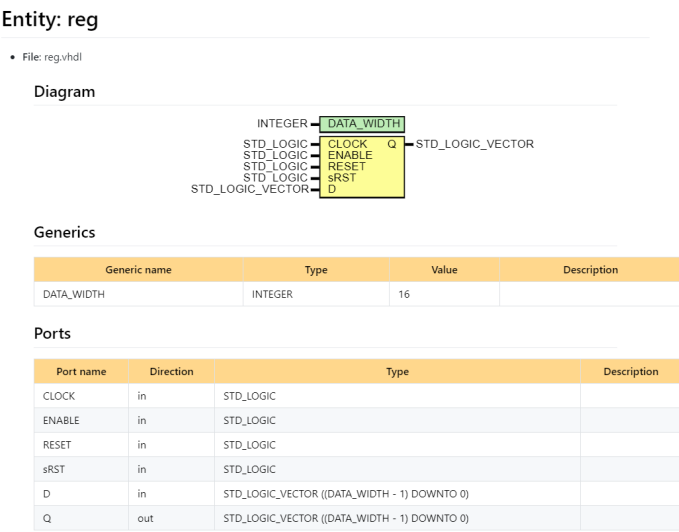 Entity: reg
File: reg.vhdl
Diagram
INTEGER DATA_WIDTH
STD_LOGIC CLOCK Q STD_LOGIC_VECTOR
STD_LOGIC ENABLE
STD_LOGIC RESET
STD_LOGIC sRST
STD_LOGIC_VECTOR D
Generics
Generic name Type Value Description
DATA_WIDTH INTEGER 16
Ports
Port name Direction Type Description
CLOCK in STD_LOGIC
ENABLE in STD_LOGIC
RESET in STD_LOGIC
sRST in STD_LOGIC
D in STD_LOGIC_VECTOR ((DATA_WIDTH - 1) DOWNTO 0)
Q out STD_LOGIC_VECTOR ((DATA_WIDTH - 1) DOWNTO 0)